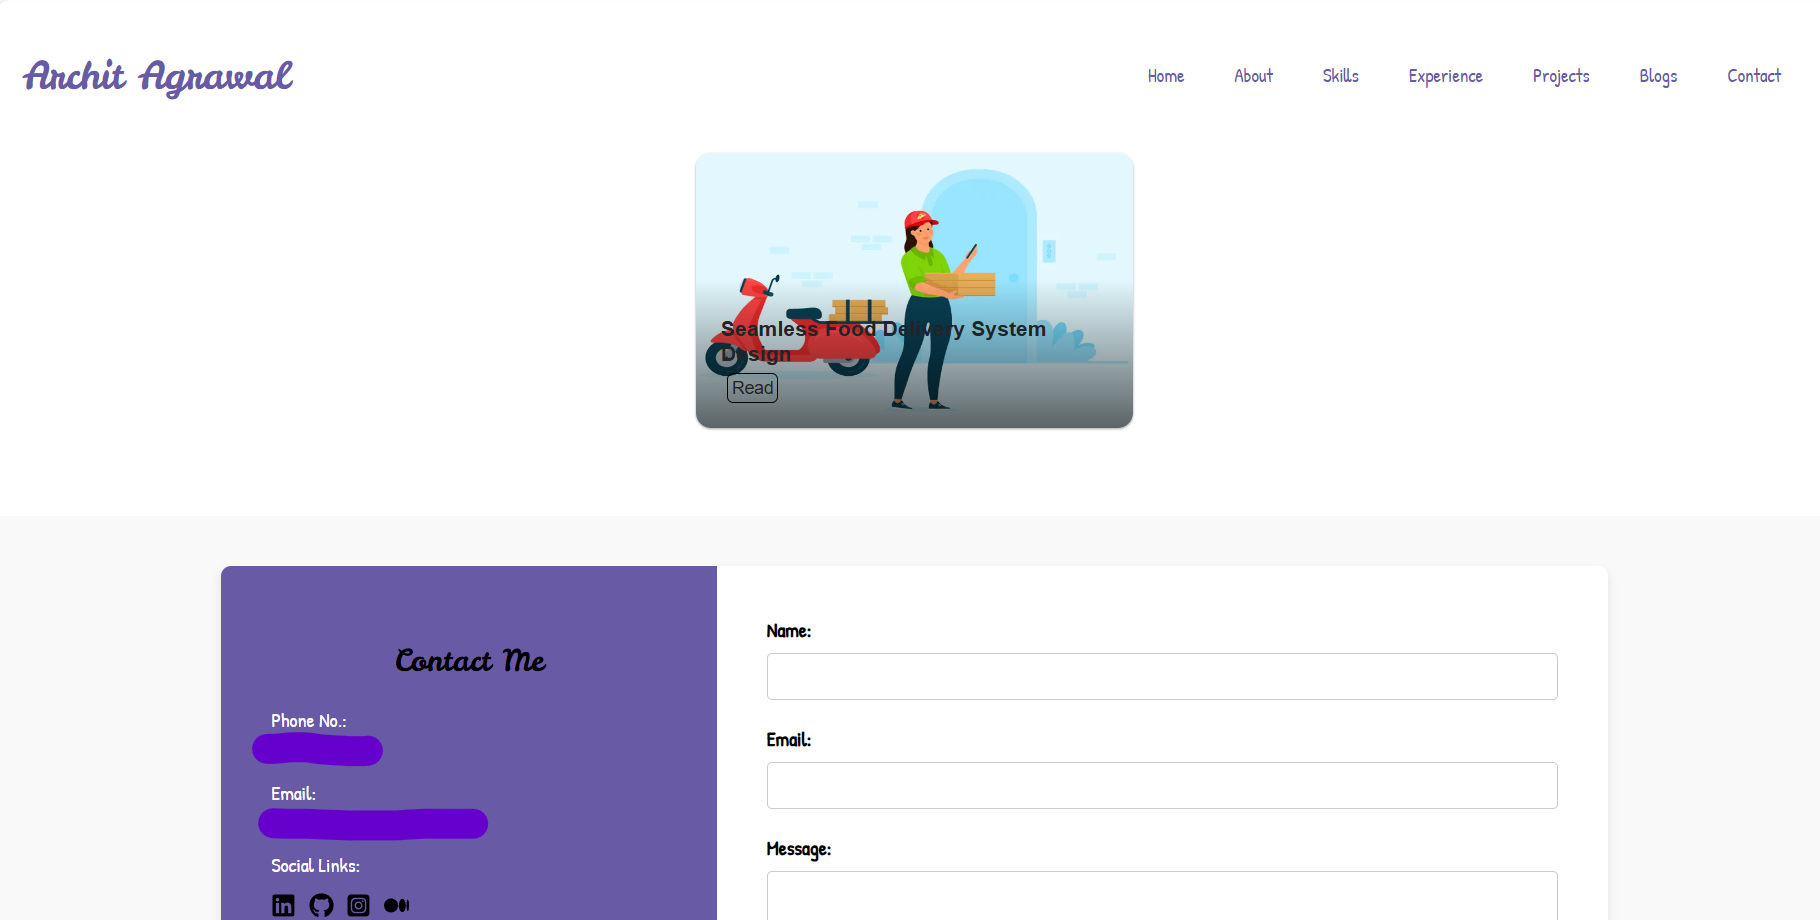 Archit Agrawal
Home About Skills Experience Projects Blogs Contact
Seamless Food Delivery System
Design
Read
Contact Me
Phone No.:
Email:
Social Links:
Name:
Email:
Message: